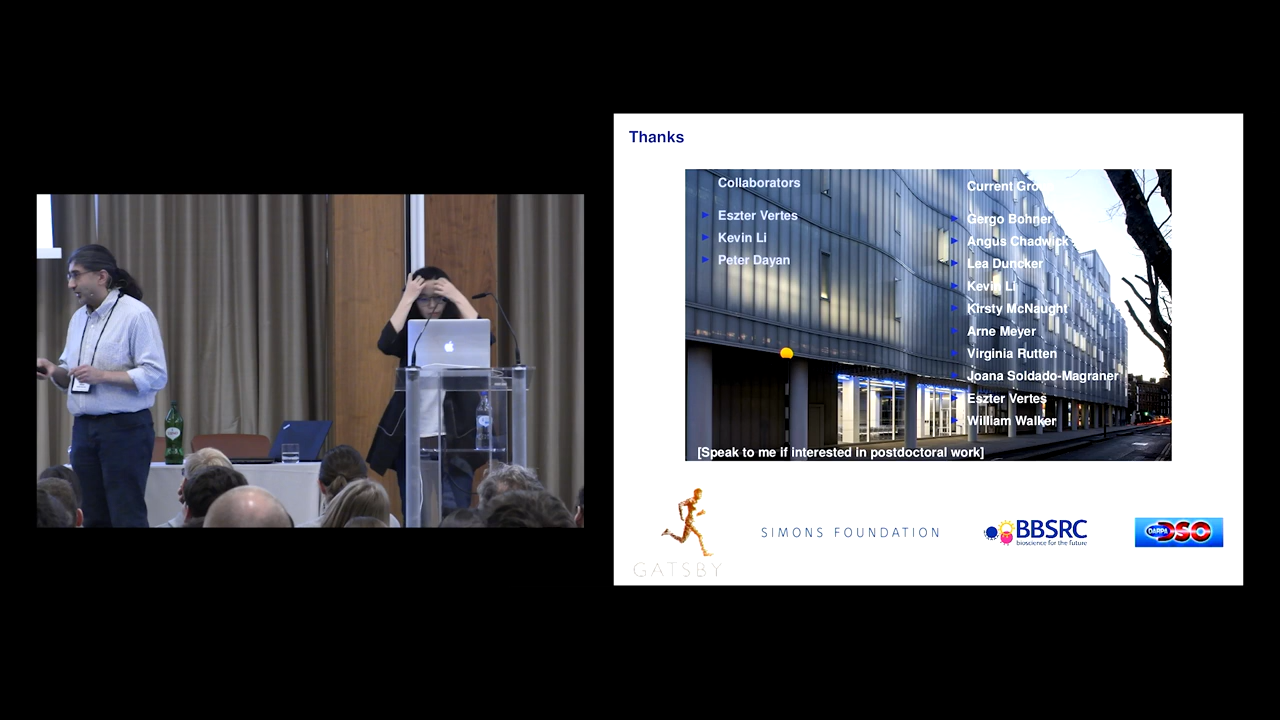 Thanks
Collaborators
Eszter Vertes
Kevin Li
Peter Dayan
Current Group
Gergo Bohner
Angus Chadwick
Lea Duncker
Kevin Li
Kirsty McNaught
Arne Meyer
Virginia Rutten
Joana Soldado-Magraner
Eszter Vertes
William Walker
[Speak to me if interested in postdoctoral work]
GATSBY
SIMONS FOUNDATION
BBSRC
bioscience for the future
DARPA DSO